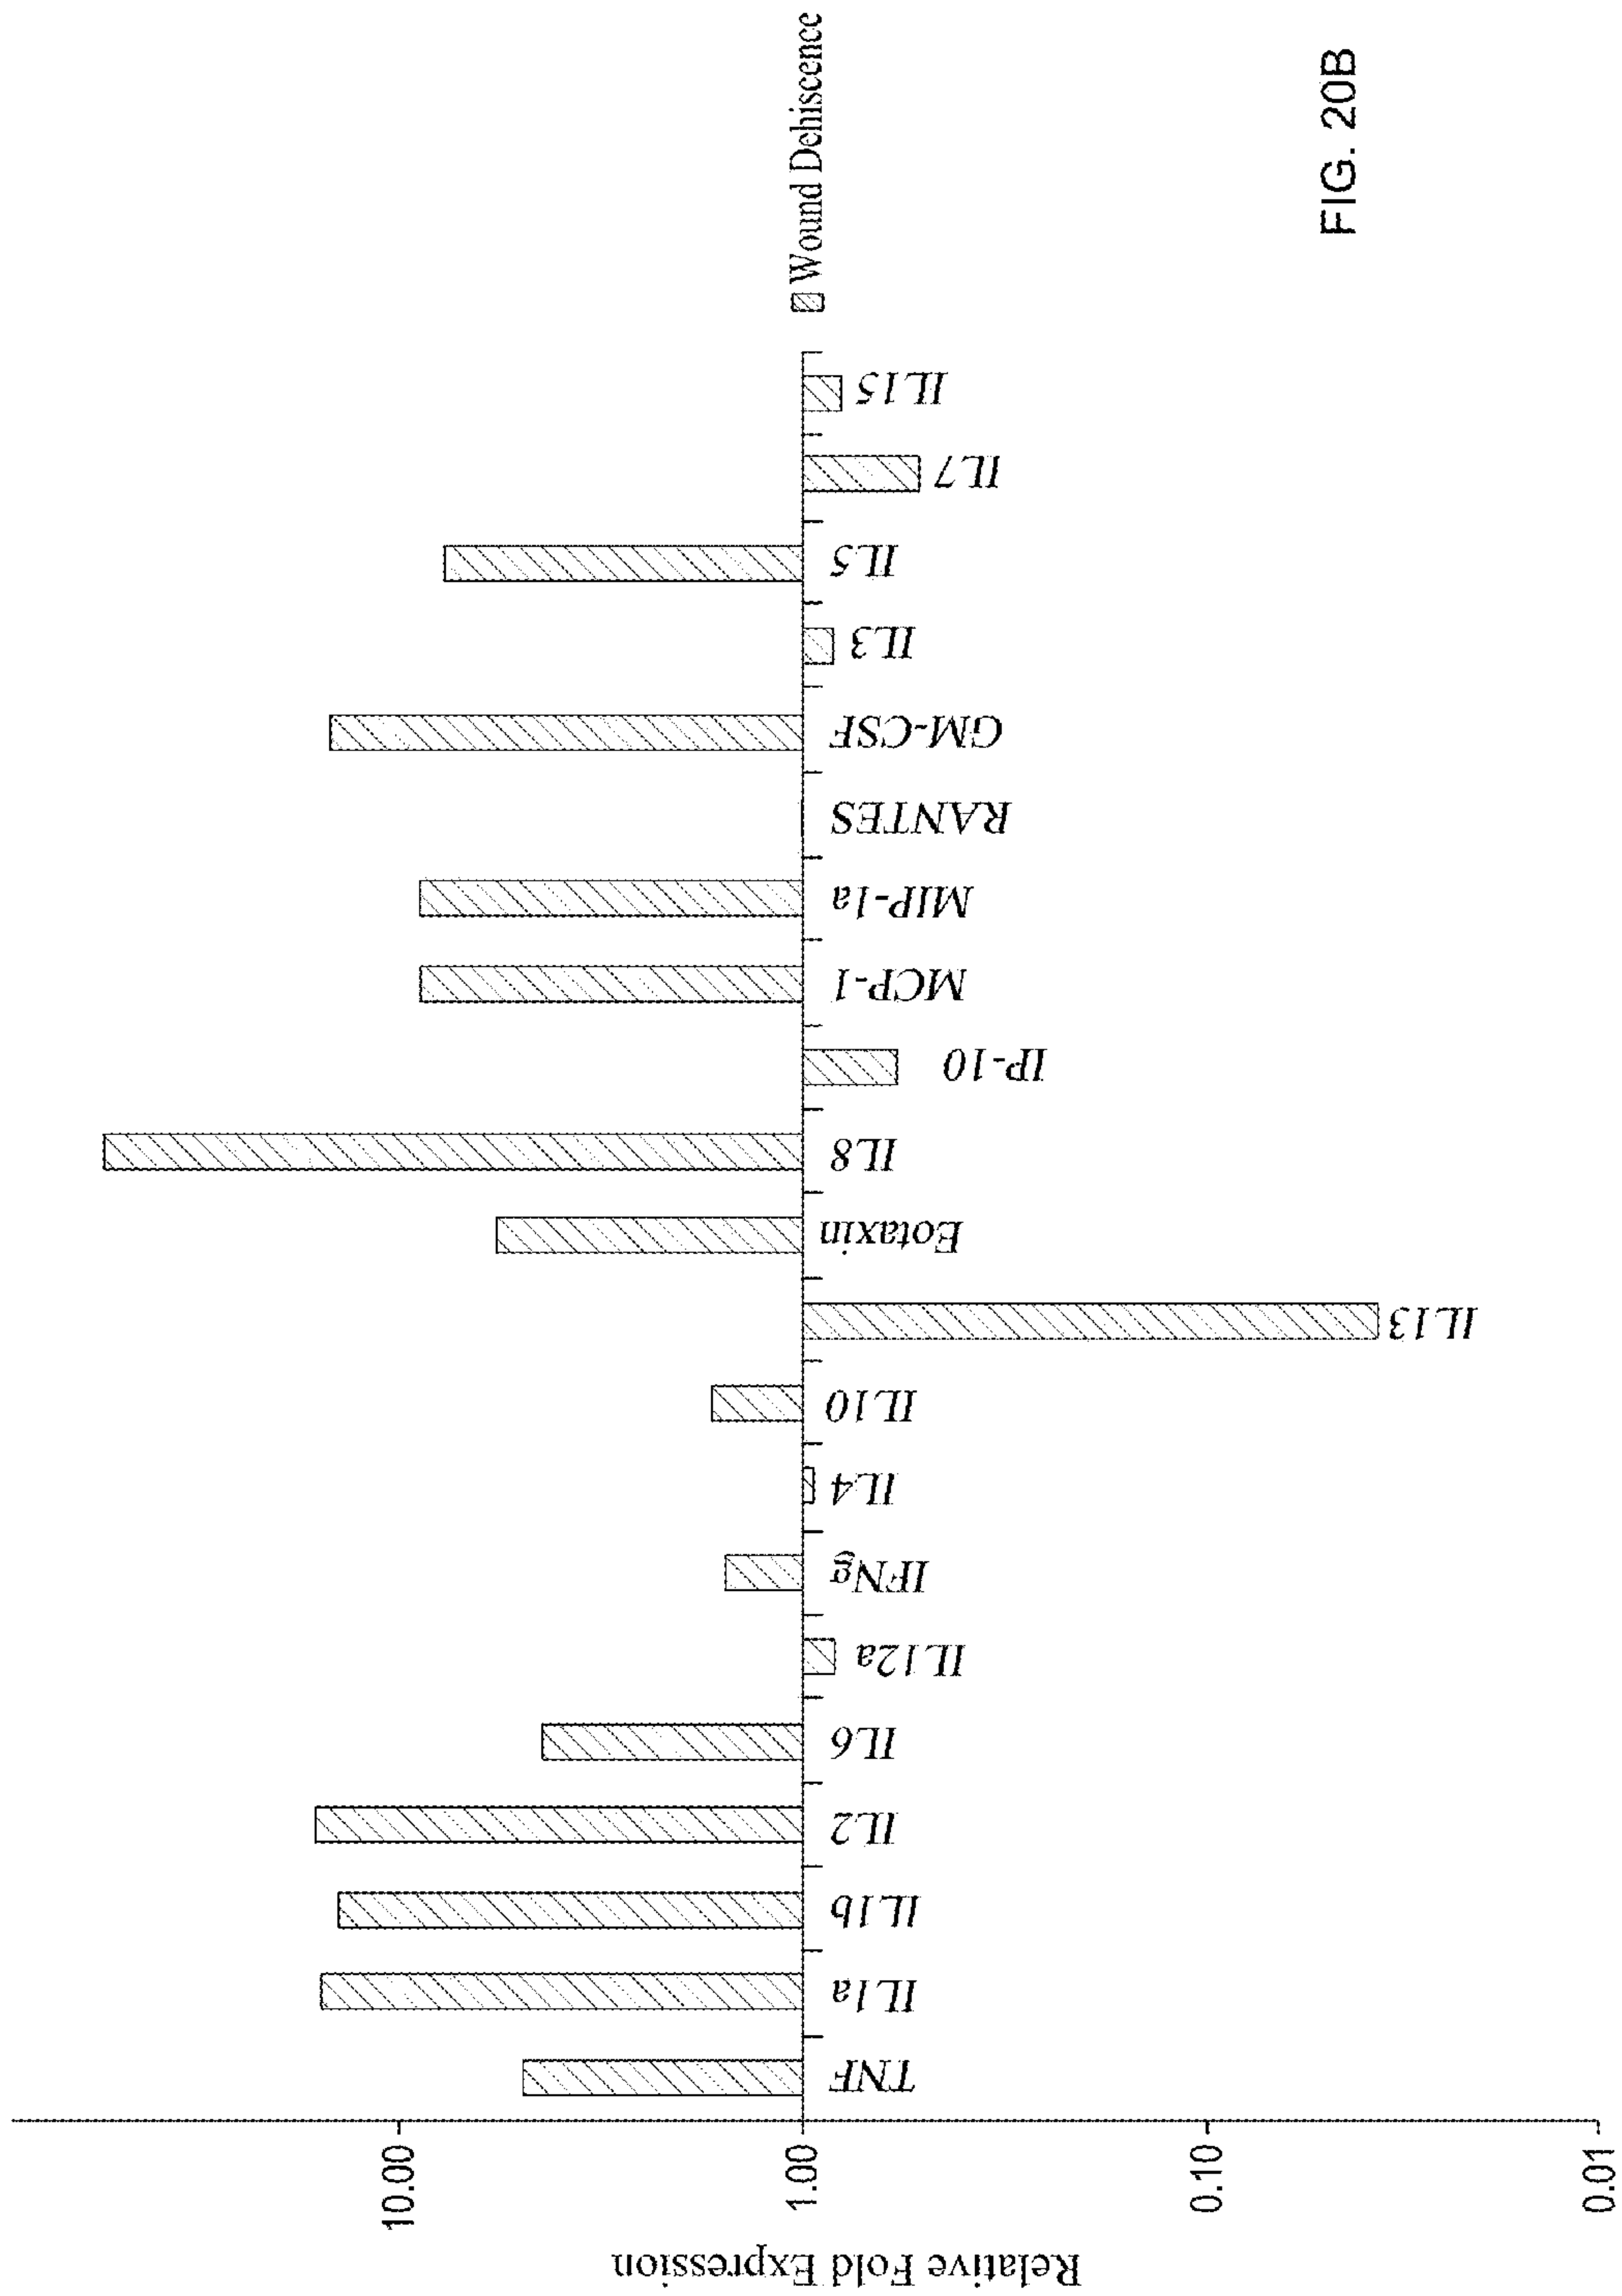 Relative Fold Expression
10.00
1.00
0.10
0.01
TNF
IL1a
IL1b
IL2
IL6
IL12a
IFNg
IL4
IL10
IL13
Eotaxin
IL8
IP-10
MCP-1
MIP-1a
RANTES
GM-CSF
IL3
IL5
IL7
IL15
Wound Dehiscence
FIG. 20B